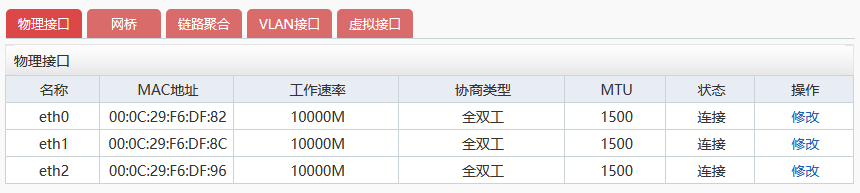 物理接口 网桥 链路聚合 VLAN接口 虚拟接口
物理接口
名称 MAC地址 工作速率 协商类型 MTU 状态 操作
eth0 00:0C:29:F6:DF:82 10000M 全双工 1500 连接 修改
eth1 00:0C:29:F6:DF:8C 10000M 全双工 1500 连接 修改
eth2 00:0C:29:F6:DF:96 10000M 全双工 1500 连接 修改